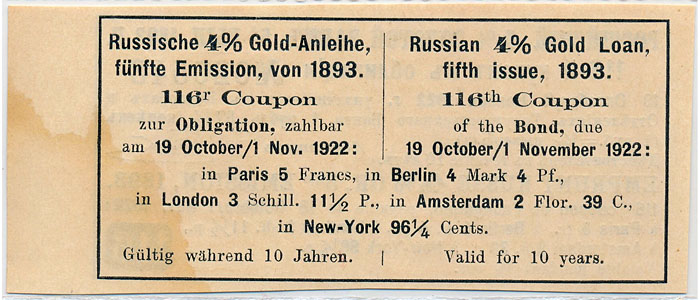 Russische 4% Gold-Anleihe,
fünfte Emission, von 1893.
116r Coupon
zur Obligation, zahlbar
am 19 October/1 Nov. 1922:
Russian 4% Gold Loan,
fifth issue, 1893.
116th Coupon
of the Bond, due
19 October/1 November 1922:
in Paris 5 Francs, in Berlin 4 Mark 4 Pf.,
in London 3 Schill. 11½ P., in Amsterdam 2 Flor. 39 C.,
in New-York 96¼ Cents.
Gültig während 10 Jahren.
Valid for 10 years.